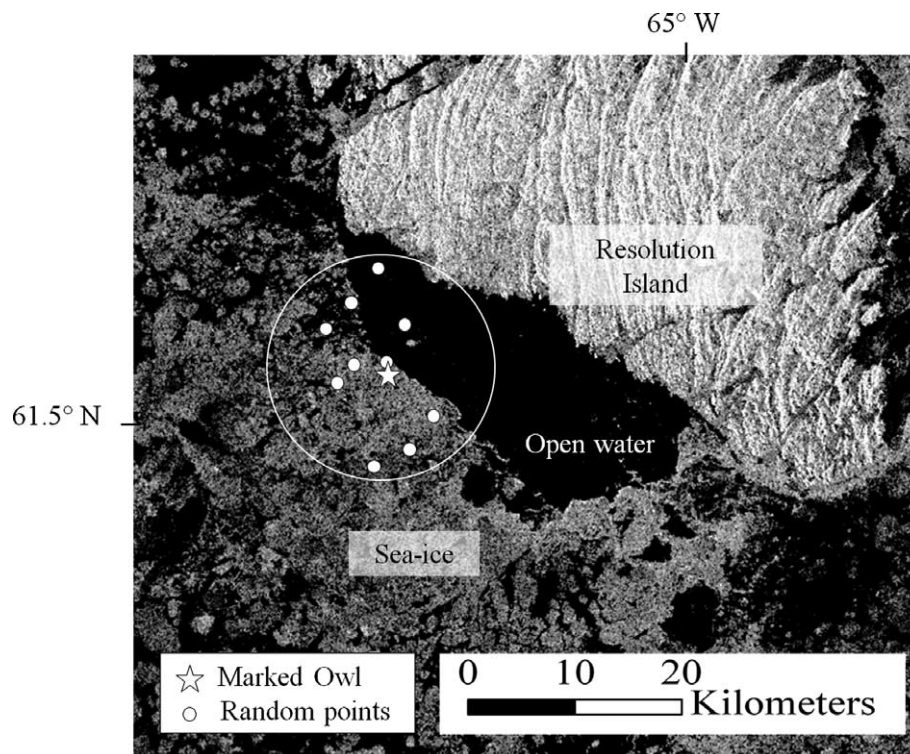 65° W
Resolution
Island
61.5° N
Open water
Sea-ice
Marked Owl
Random points
0 10 20
Kilometers